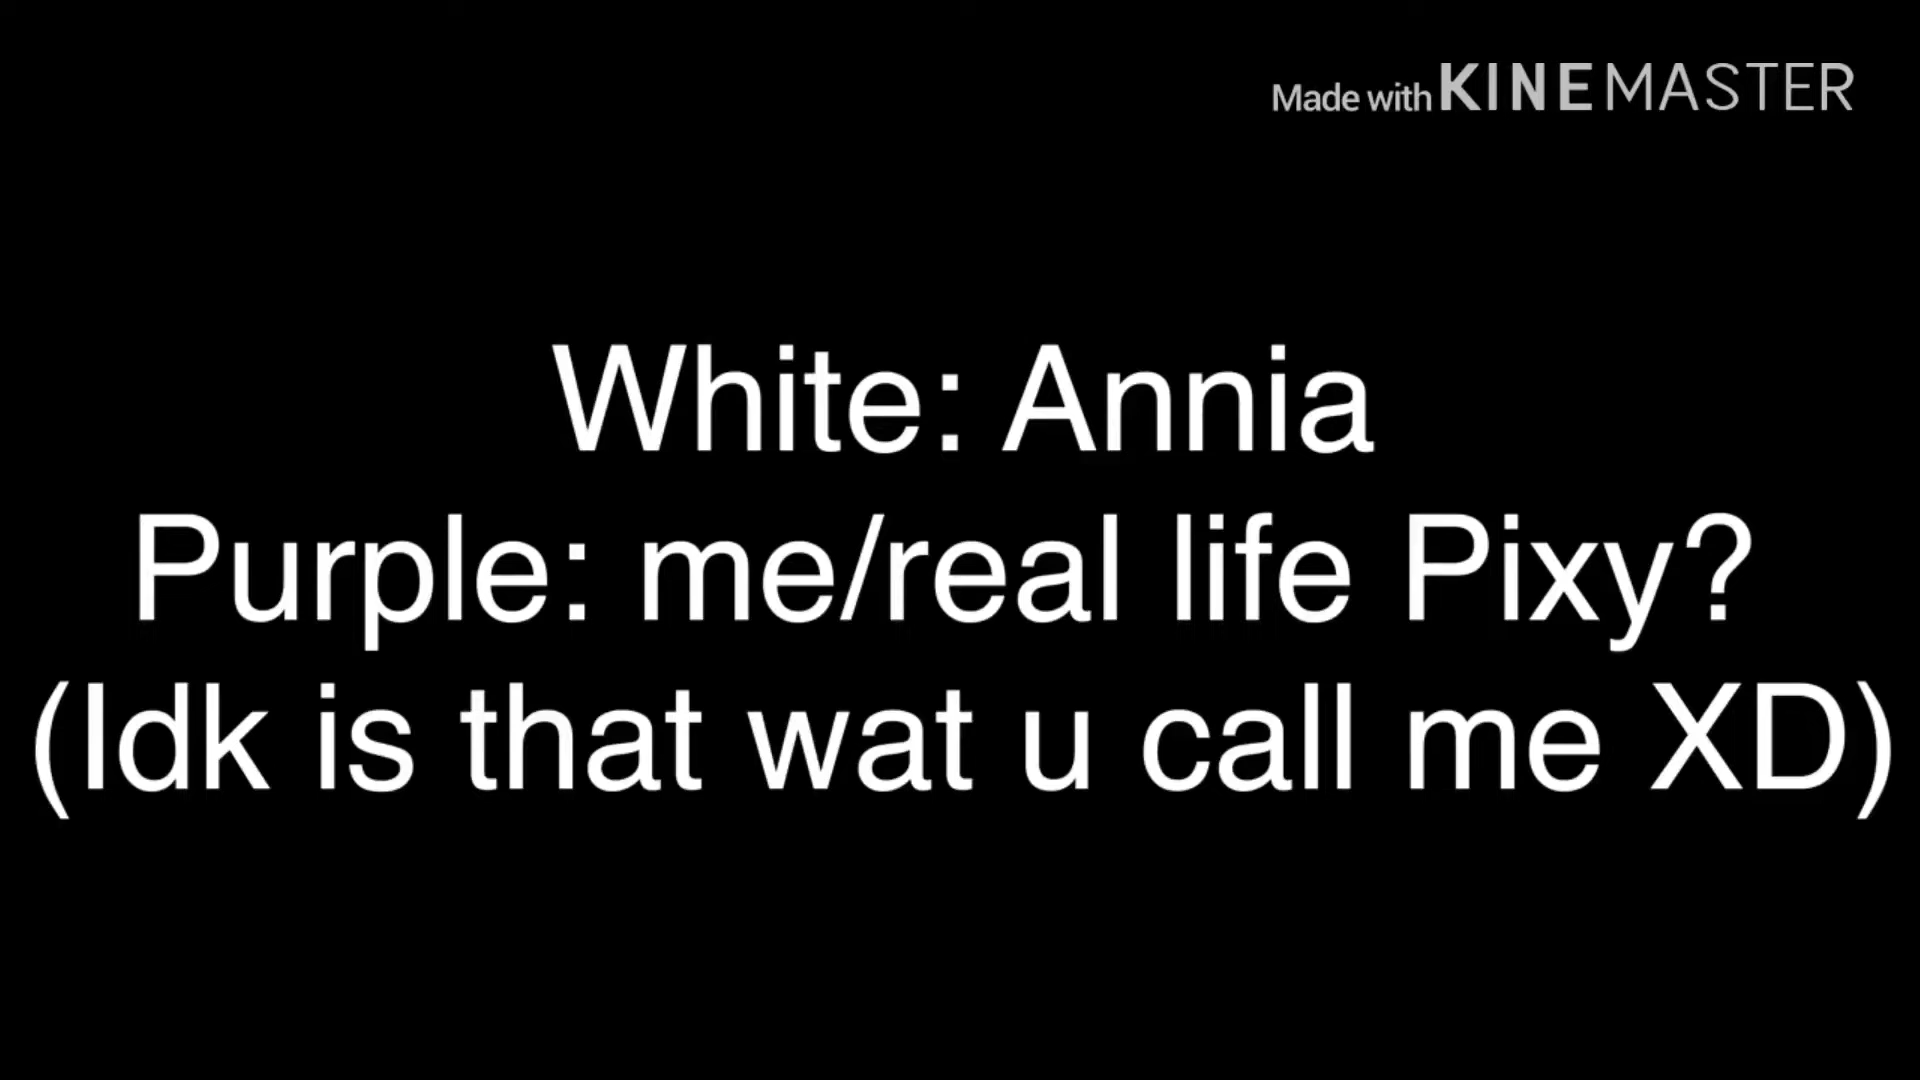 Made with KINEMASTER
White: Annia
Purple: me/real life Pixy?
(Idk is that wat u call me XD)